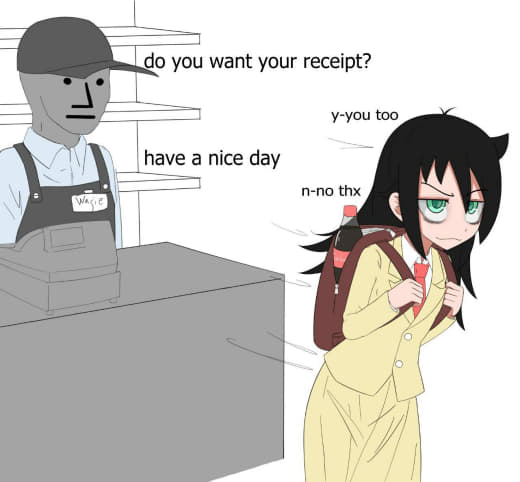 do you want your receipt?
y-you too
have a nice day
n-no thx
Wagie